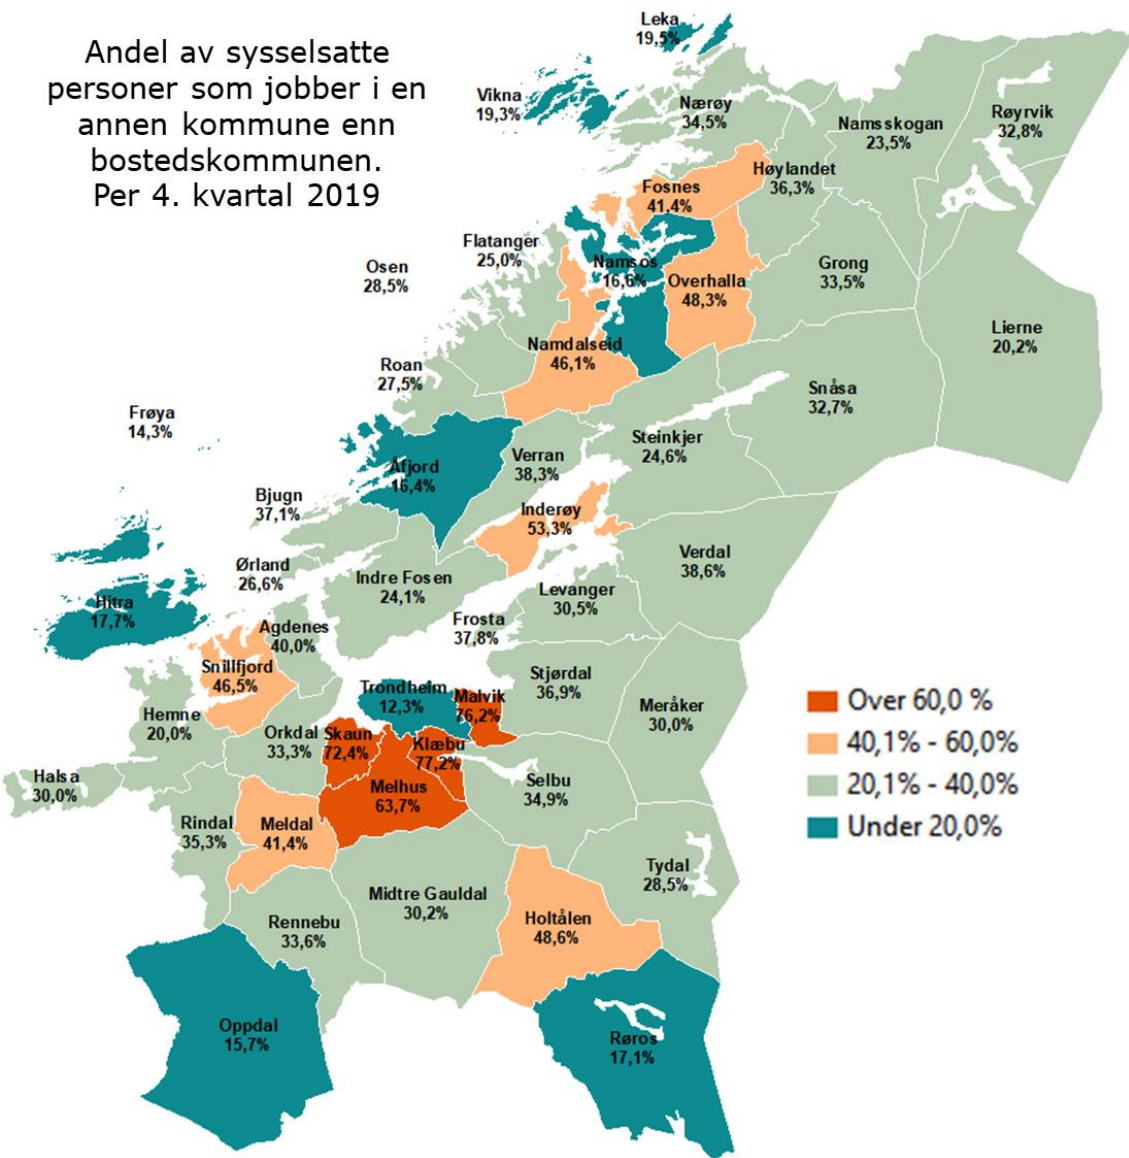 Andel av sysselsatte
personer som jobber i en
annen kommune enn
bostedskommunen.
Per 4. kvartal 2019
Leka
19,5%
Vikna
19,3%
Nærøy
34,5%
Namsskogan
23,5%
Røyrvik
32,8%
Høylandet
36,3%
Fosnes
41,4%
Flatanger
25,0%
Namsos
16,6%
Overhalla
48,3%
Grong
33,5%
Osen
28,5%
Lierne
20,2%
Namdalseid
46,1%
Roan
27,5%
Snåsa
32,7%
Frøya
14,3%
Steinkjer
24,6%
Verran
38,3%
Åfjord
16,4%
Bjugn
37,1%
Inderøy
53,3%
Verdal
38,6%
Ørland
26,6%
Indre Fosen
24,1%
Levanger
30,5%
Hitra
17,7%
Frosta
37,8%
Agdenes
40,0%
Snillfjord
46,5%
Stjørdal
36,9%
Trondheim
12,3%
Malvik
76,2%
Meråker
30,0%
Hemne
20,0%
Orkdal
33,3%
Skaun
72,4%
Klæbu
77,2%
Halsa
30,0%
Melhus
63,7%
Selbu
34,9%
Rindal
35,3%
Meldal
41,4%
Tydal
28,5%
Midtre Gauldal
30,2%
Holtålen
48,6%
Rennebu
33,6%
Oppdal
15,7%
Røros
17,1%
Over 60,0 %
40,1% - 60,0%
20,1% - 40,0%
Under 20,0%